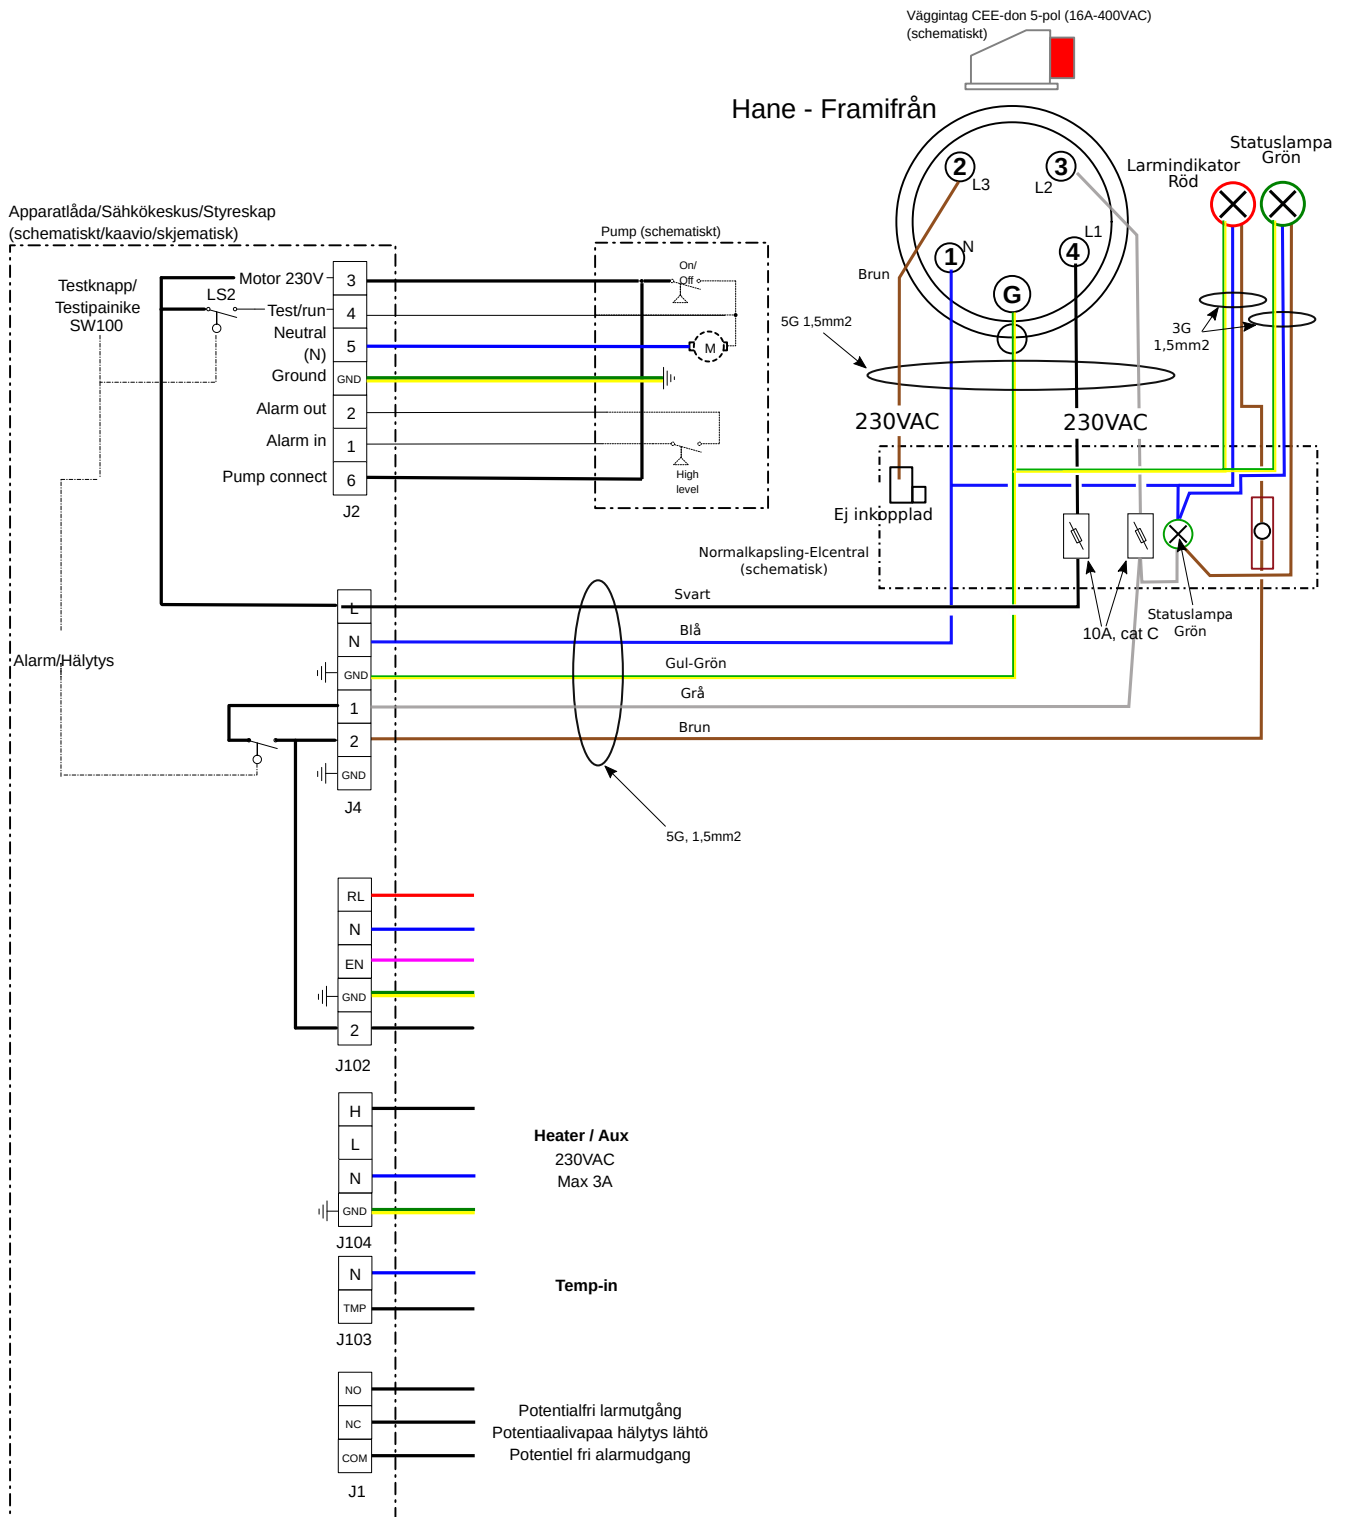 Väggintag CEE-don 5-pol (16A-400VAC)
(schematiskt)
Hane - Framifrån
2
L3
3
L2
1
N
4
L1
G
Brun
Larmindikator
Röd
Statuslampa
Grön
5G 1,5mm2
3G
1,5mm2
230VAC
230VAC
Ej inkopplad
Normalkapsling-Elcentral
(schematisk)
10A, cat C
Statuslampa
Grön
Apparatlåda/Sähkökeskus/Styreskap
(schematiskt/kaavio/skjematisk)
Testknapp/
Testipainike
SW100
LS2
Motor 230V
3
Test/run
4
Neutral
(N)
5
Ground
GND
Alarm out
2
Alarm in
1
Pump connect
6
J2
Pump (schematiskt)
On/
Off
M
High
level
Alarm/Hälytys
L
Svart
N
Blå
GND
Gul-Grön
1
Grå
2
Brun
GND
J4
5G, 1,5mm2
RL
N
EN
GND
2
J102
H
L
N
GND
J104
Heater / Aux
230VAC
Max 3A
N
TMP
J103
Temp-in
NO
NC
COM
J1
Potentialfri larmutgång
Potentiaalivapaa hälytys lähtö
Potentiel fri alarmudgang